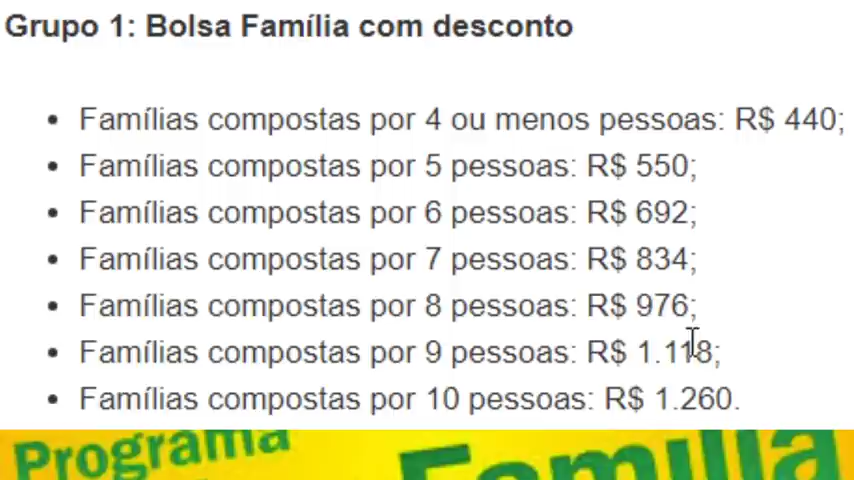 Grupo 1: Bolsa Família com desconto
• Famílias compostas por 4 ou menos pessoas: R$ 440;
• Famílias compostas por 5 pessoas: R$ 550;
• Famílias compostas por 6 pessoas: R$ 692;
• Famílias compostas por 7 pessoas: R$ 834;
• Famílias compostas por 8 pessoas: R$ 976;
• Famílias compostas por 9 pessoas: R$ 1.118;
• Famílias compostas por 10 pessoas: R$ 1.260.
Programa
Família